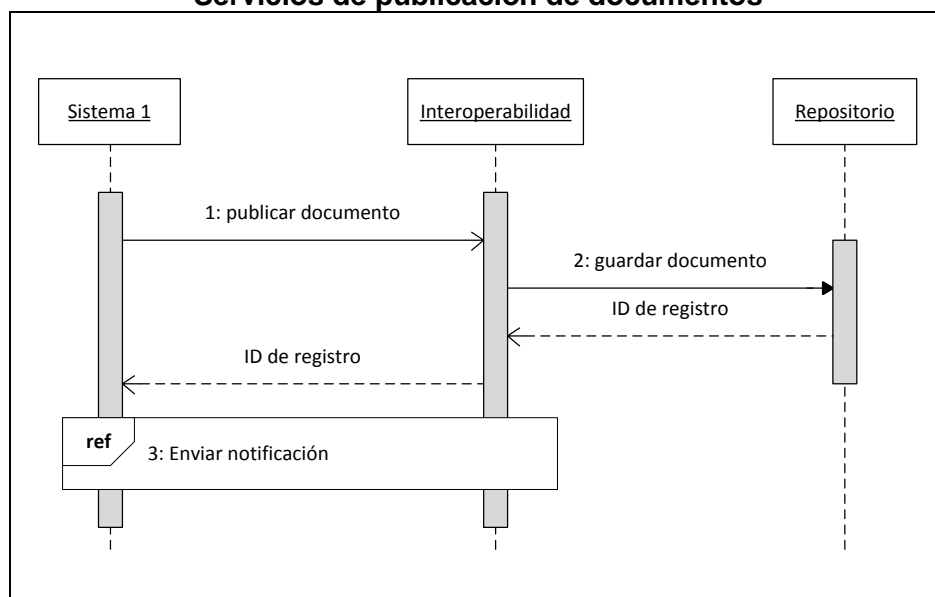 Servicios de publicación de documentos
Sistema 1
Interoperabilidad
Repositorio
1: publicar documento
2: guardar documento
ID de registro
ID de registro
ref
3: Enviar notificación